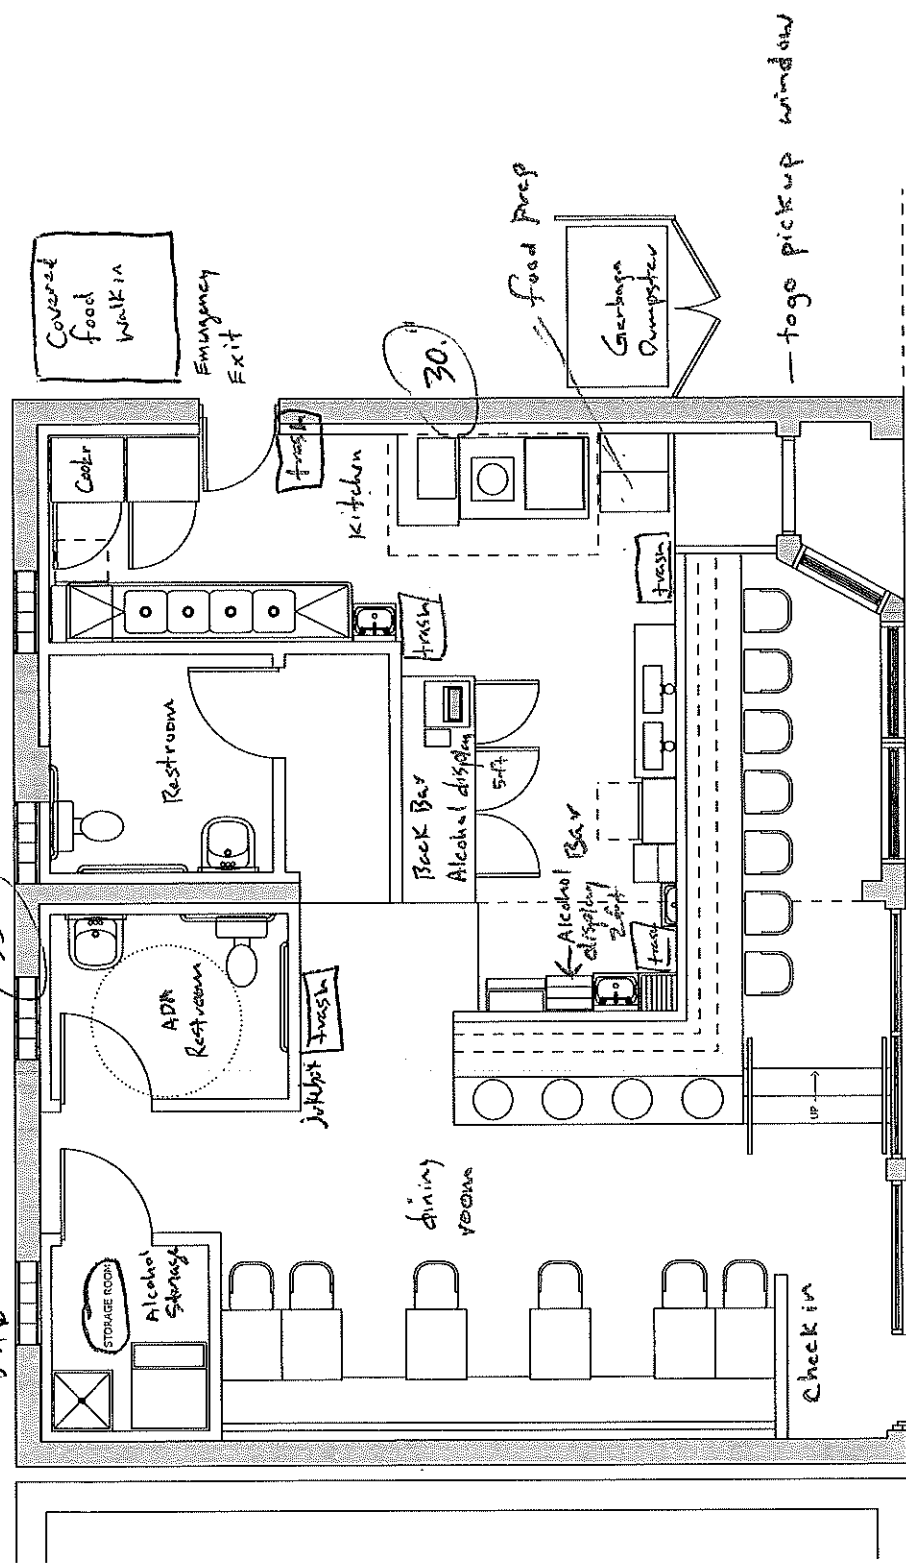 Covered
food
walkin
Emergency
Exit
30.
food prep
Garbage
Dumpster
togo pickup window
Cooler
trash
Kitchen
trash
trash
Restroom
Back Bar
Alcohol display
5ft
Bar
Alcohol
display
2ft
trash
ADA
Restroom
jukebox
trash
UP
dining
room
STORAGE ROOM
Alcohol
Storage
Check in